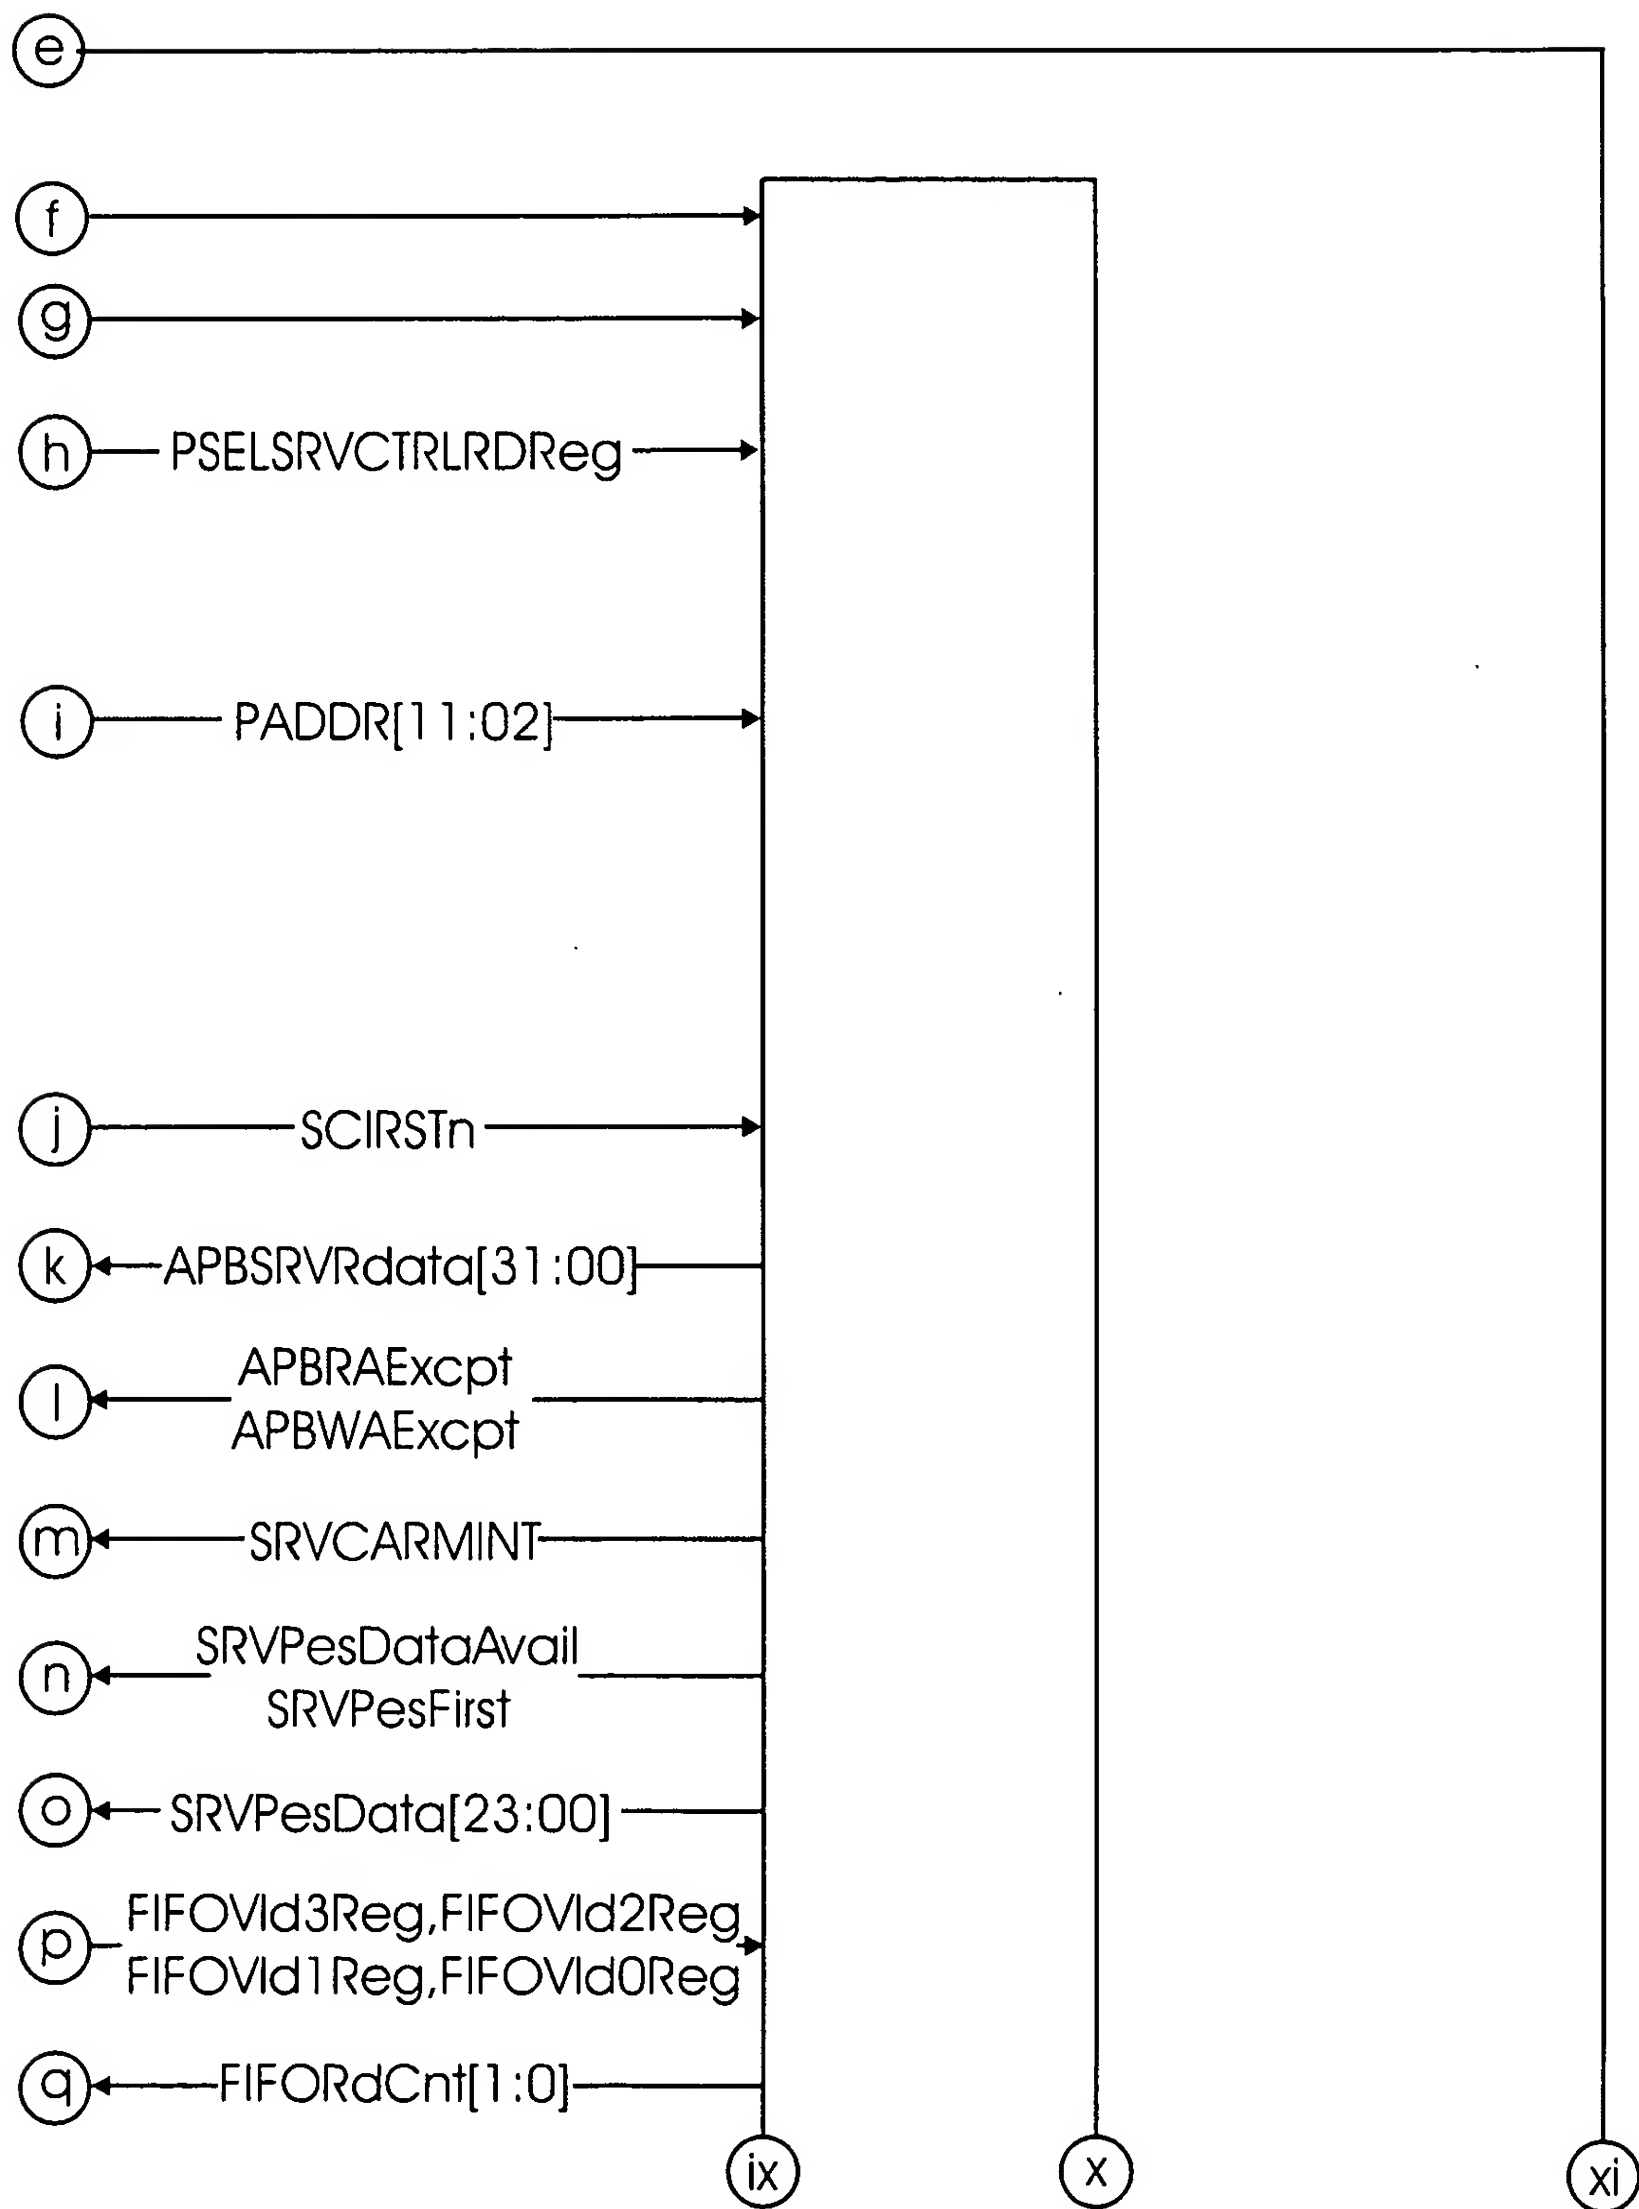 e
f
g
h PSELSRVCTRLRDReg
i PADDR[11:02]
j SCIRSTn
k APBSRVRdata[31:00]
APBRAExcpt
l
APBWAExcpt
m SRVCARMINT
SRVPesDataAvail
n
SRVPesFirst
o SRVPesData[23:00]
FIFOVld3Reg,FIFOVld2Reg
p
FIFOVld1Reg,FIFOVld0Reg
q FIFORdCnt[1:0]
ix x xi